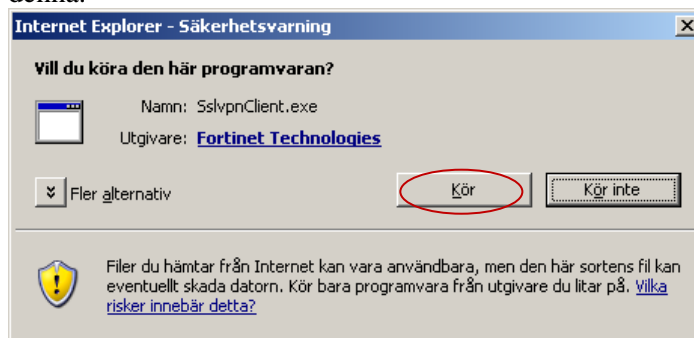 Internet Explorer - Säkerhetsvarning
Vill du köra den här programvaran?
Namn: SslvpnClient.exe
Utgivare: Fortinet Technologies
Fler alternativ
Kör
Kör inte
Filer du hämtar från Internet kan vara användbara, men den här sortens fil kan
eventuellt skada datorn. Kör bara programvara från utgivare du litar på. Vilka
risker innebär detta?